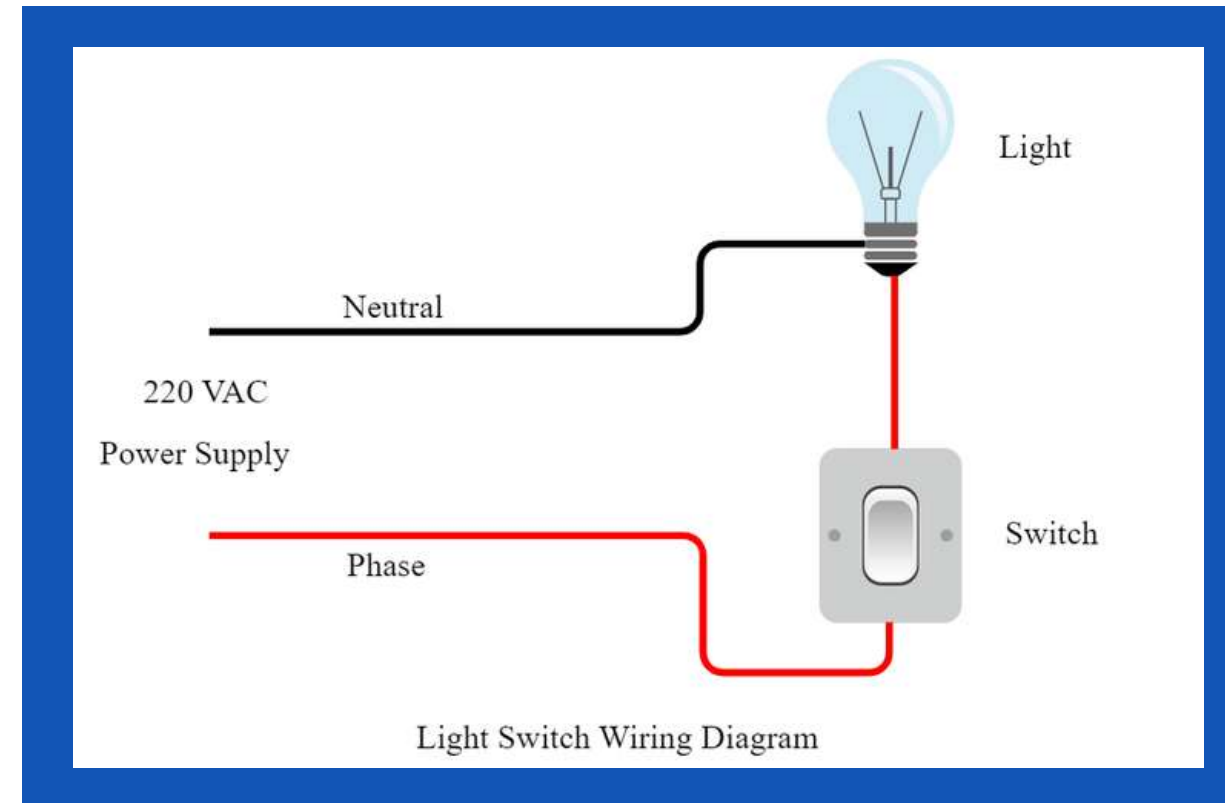 Light
Neutral
220 VAC
Power Supply
Switch
Phase
Light Switch Wiring Diagram